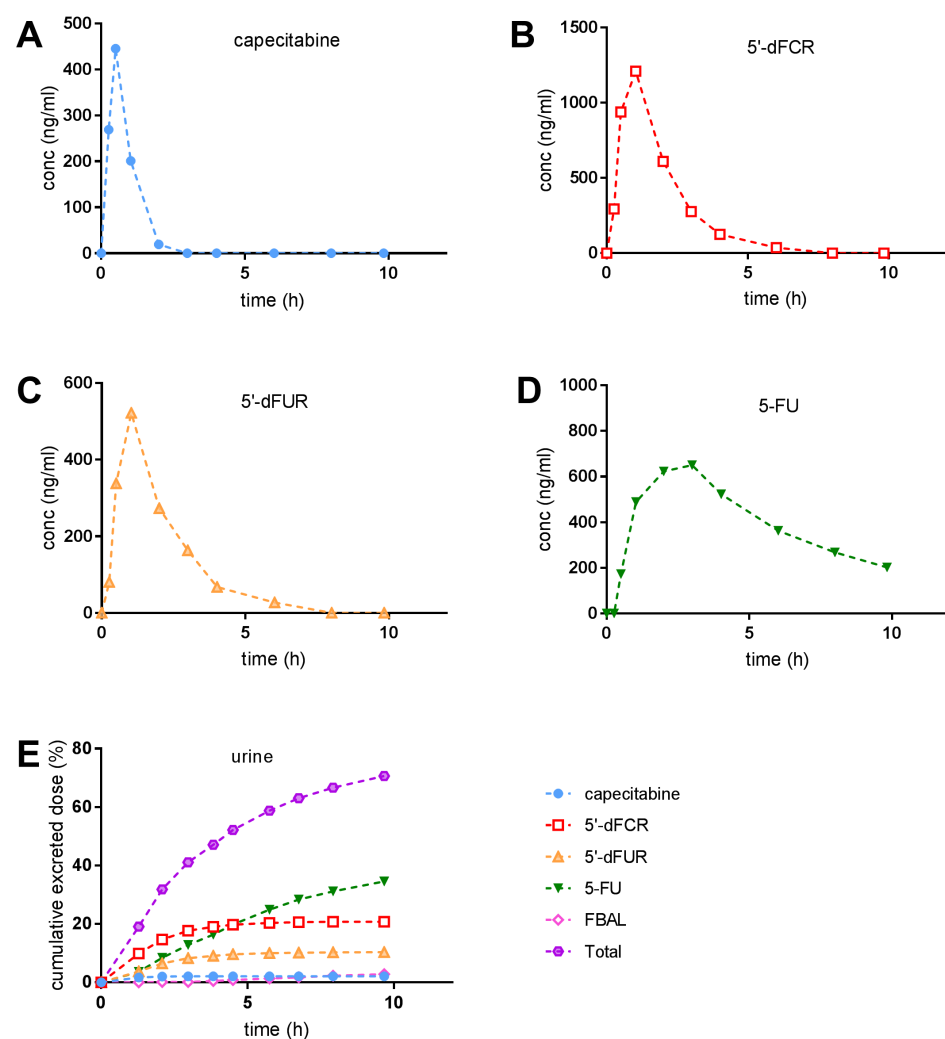 A
capecitabine
conc (ng/ml)
500
400
300
200
100
0
0 5 10
time (h)
B
5'-dFCR
conc (ng/ml)
1500
1000
500
0
0 5 10
time (h)
C
5'-dFUR
conc (ng/ml)
600
400
200
0
0 5 10
time (h)
D
5-FU
conc (ng/ml)
1000
800
600
400
200
0
0 5 10
time (h)
E
urine
cumulative excreted dose (%)
80
60
40
20
0
0 5 10
time (h)
capecitabine
5'-dFCR
5'-dFUR
5-FU
FBAL
Total